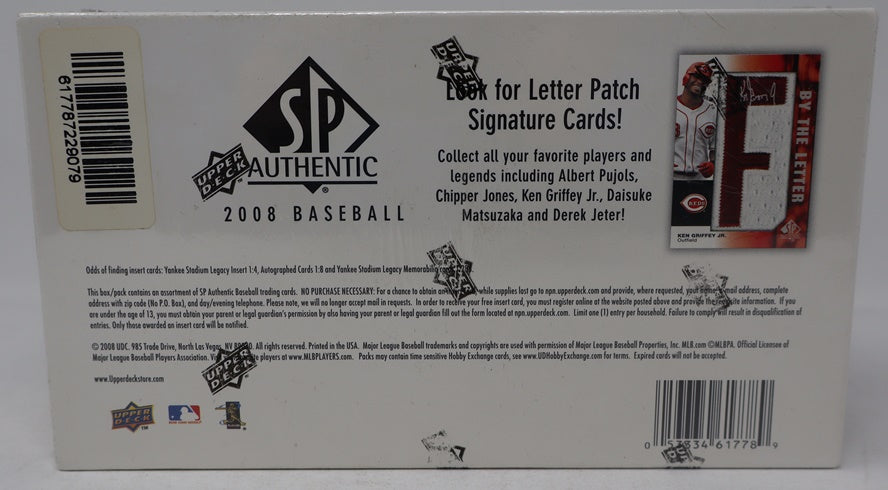 617787229079
SP
AUTHENTIC
UPPER DECK
2008 BASEBALL
UPPER DECK
Look for Letter Patch
Signature Cards!
Collect all your favorite players and
legends including Albert Pujols,
Chipper Jones, Ken Griffey Jr., Daisuke
Matsuzaka and Derek Jeter!
BY THE LETTER
REDS
KEN GRIFFEY JR.
Outfield
Odds of finding insert cards: Yankee Stadium Legacy Insert 1:4, Autographed Cards 1:8 and Yankee Stadium Legacy Memorabilia
This box/pack contains an assortment of SP Authentic Baseball trading cards. NO PURCHASE NECESSARY: For a chance to obtain an while supplies last go to npn.upperdeck.com and provide, where requested, your name, e-mail address, complete
address with zip code (No P.O. Box), and day/evening telephone. Please note, we will no longer accept mail in requests. In order to receive your free insert card, you must register online at the website posted above and provide the information. If you
are under the age of 13, you must obtain your parent or legal guardian's permission by also having your parent or legal guardian fill out the form located at npn.upperdeck.com. Limit one (1) entry per household. Failure to comply will result in disqualification of
entries. Only those awarded an insert card will be notified.
© 2008 UDC. 985 Trade Drive, North Las Vegas, NV 89030. All rights reserved. Printed in the USA. Major League Baseball trademarks and copyrights are used with permission of Major League Baseball Properties, Inc. MLB.com ©MLBPA. Official Licensee of
Major League Baseball Players Association. Visit players at www.MLBPLAYERS.com. Packs may contain time sensitive Hobby Exchange cards, see www.UDHobbyExchange.com for terms. Expired cards will not be accepted.
www.Upperdeckstore.com
UPPER DECK
UPPER DECK
0 53334 61778 9